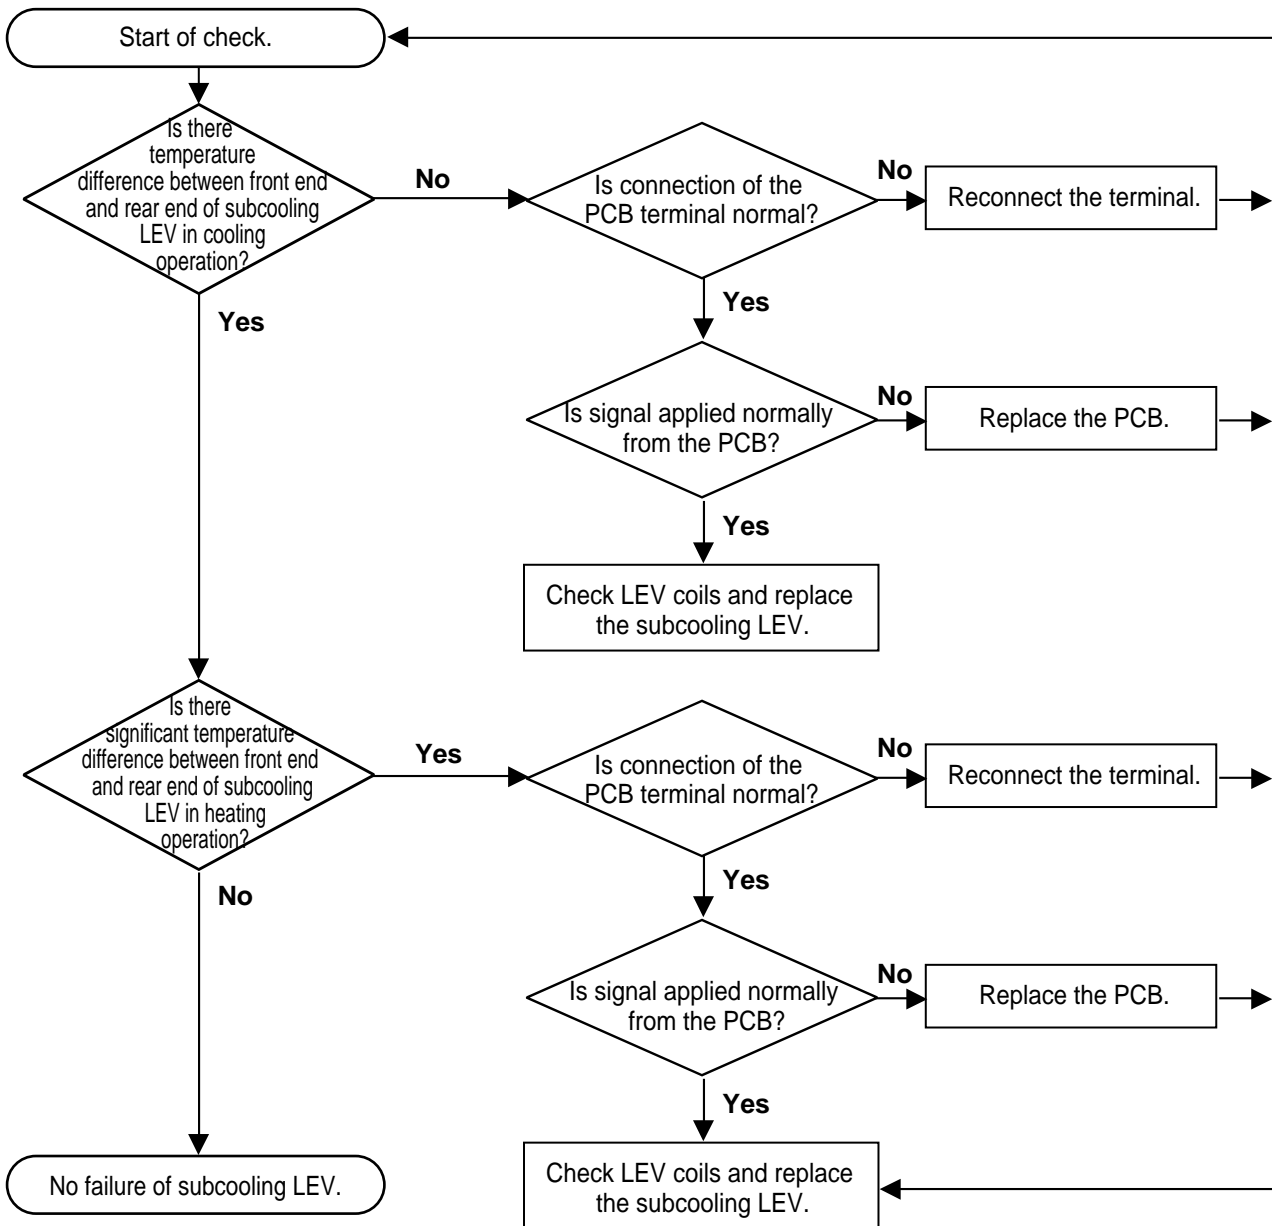 Start of check.
Is there
temperature
difference between front end
and rear end of subcooling
LEV in cooling
operation?
No
Is connection of the
PCB terminal normal?
No
Reconnect the terminal.
Yes
Yes
Is signal applied normally
from the PCB?
No
Replace the PCB.
Yes
Check LEV coils and replace
the subcooling LEV.
Is there
significant temperature
difference between front end
and rear end of subcooling
LEV in heating
operation?
Yes
Is connection of the
PCB terminal normal?
No
Reconnect the terminal.
No
Yes
Is signal applied normally
from the PCB?
No
Replace the PCB.
Yes
No failure of subcooling LEV.
Check LEV coils and replace
the subcooling LEV.